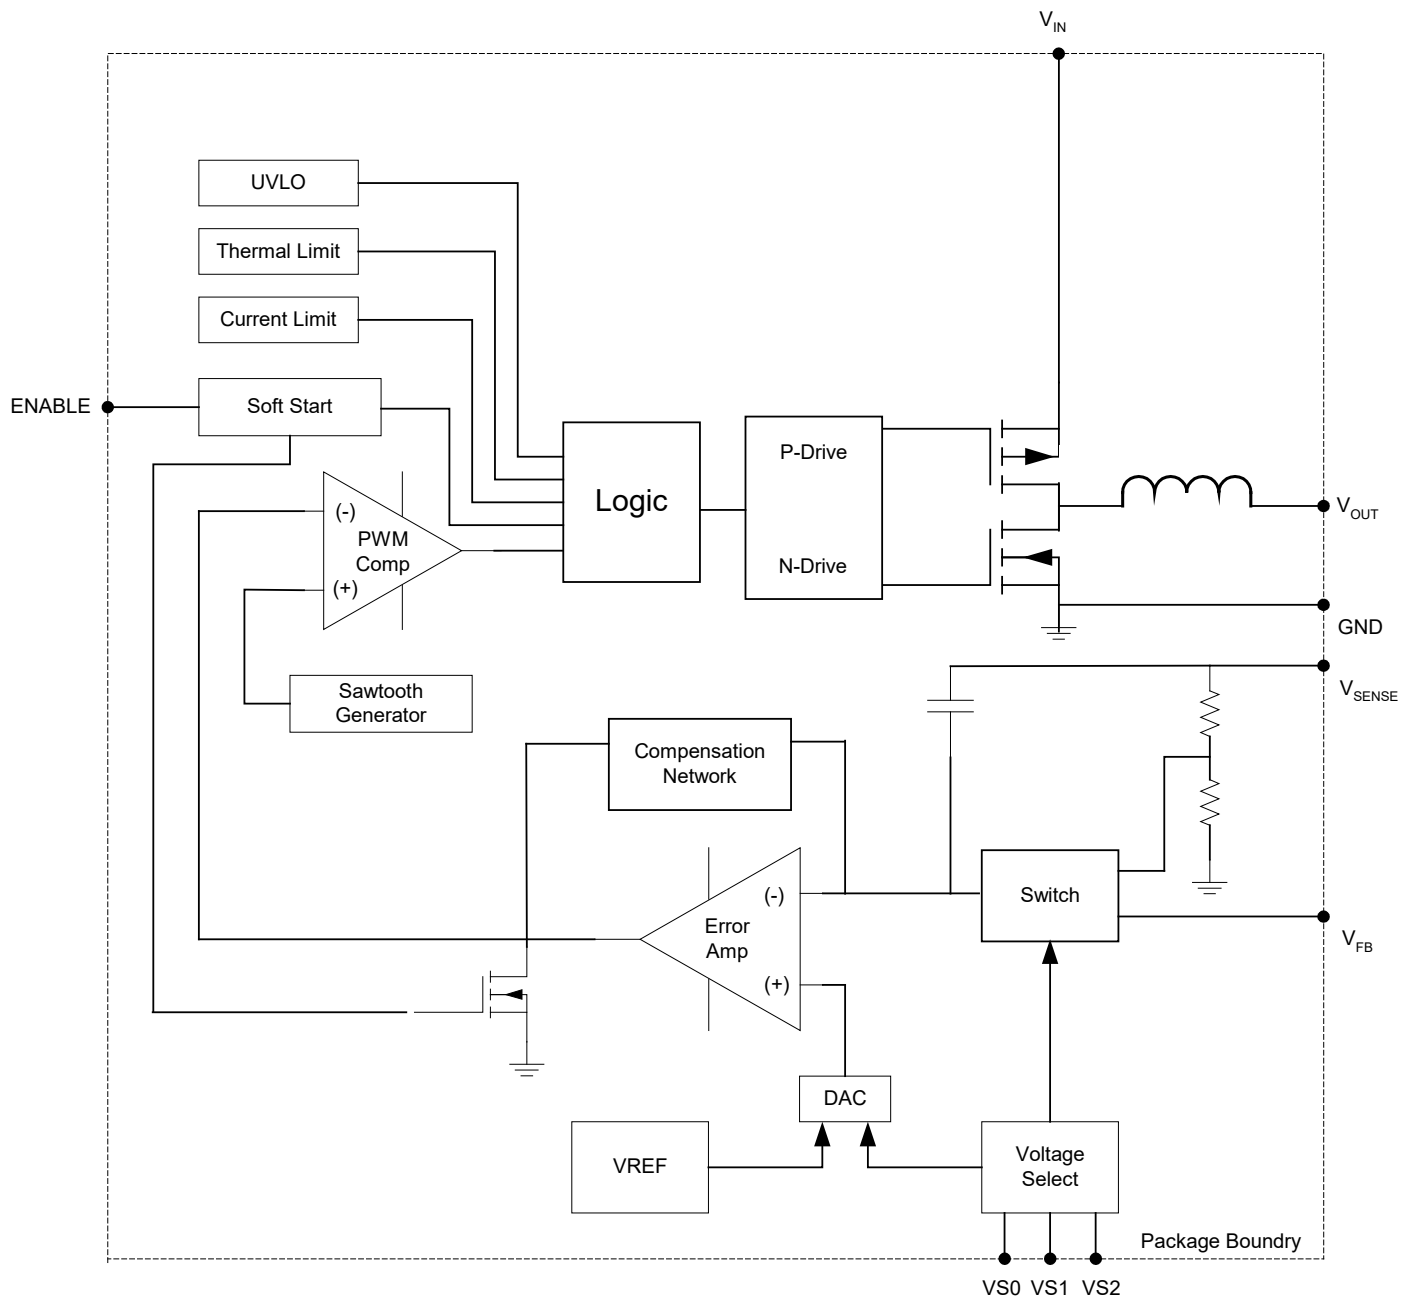 VIN
UVLO
Thermal Limit
Current Limit
ENABLE
Soft Start
P-Drive
Logic
VOUT
(-)
PWM
Comp
(+)
N-Drive
GND
VSENSE
Sawtooth
Generator
Compensation
Network
(-)
Error
Amp
(+)
Switch
VFB
DAC
VREF
Voltage
Select
Package Boundry
VS0 VS1 VS2